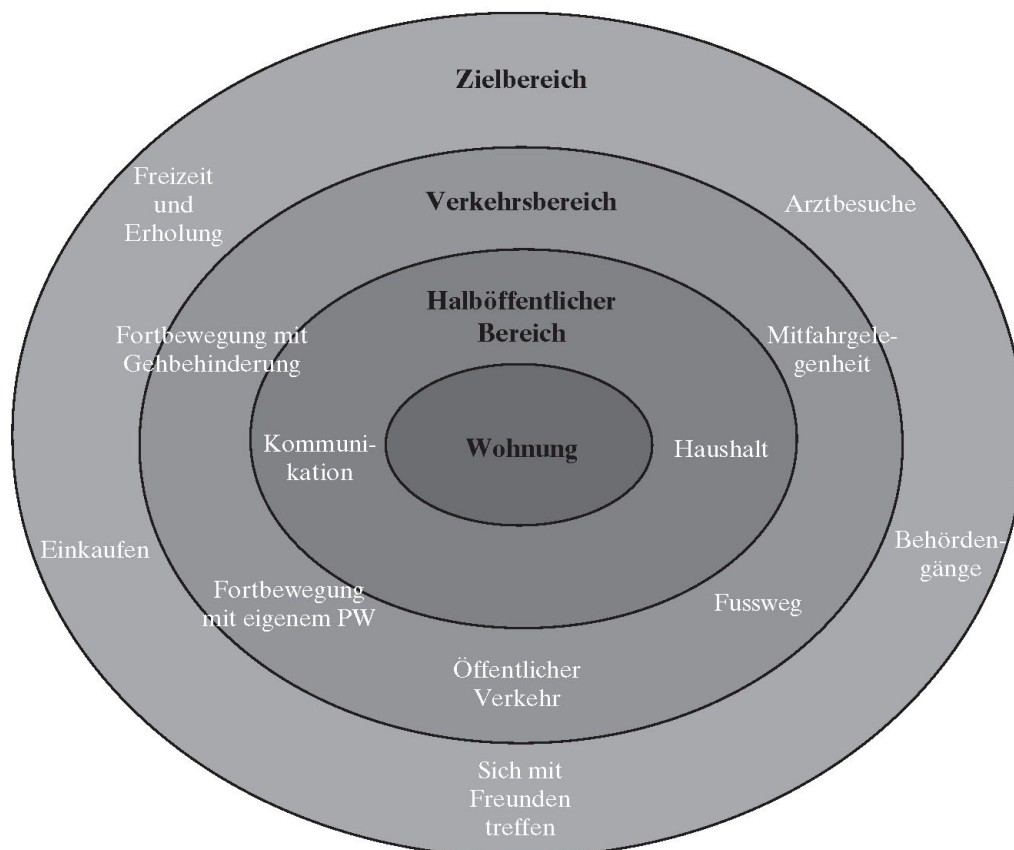 Zielbereich
Freizeit
und
Erholung
Arztbesuche
Verkehrsbereich
Halböffentlicher
Bereich
Fortbewegung mit
Gehbehinderung
Mitfahrgele-
genheit
Kommuni-
kation
Wohnung
Haushalt
Einkaufen
Behörden-
gänge
Fortbewegung
mit eigenem PW
Fussweg
Öffentlicher
Verkehr
Sich mit
Freunden
treffen